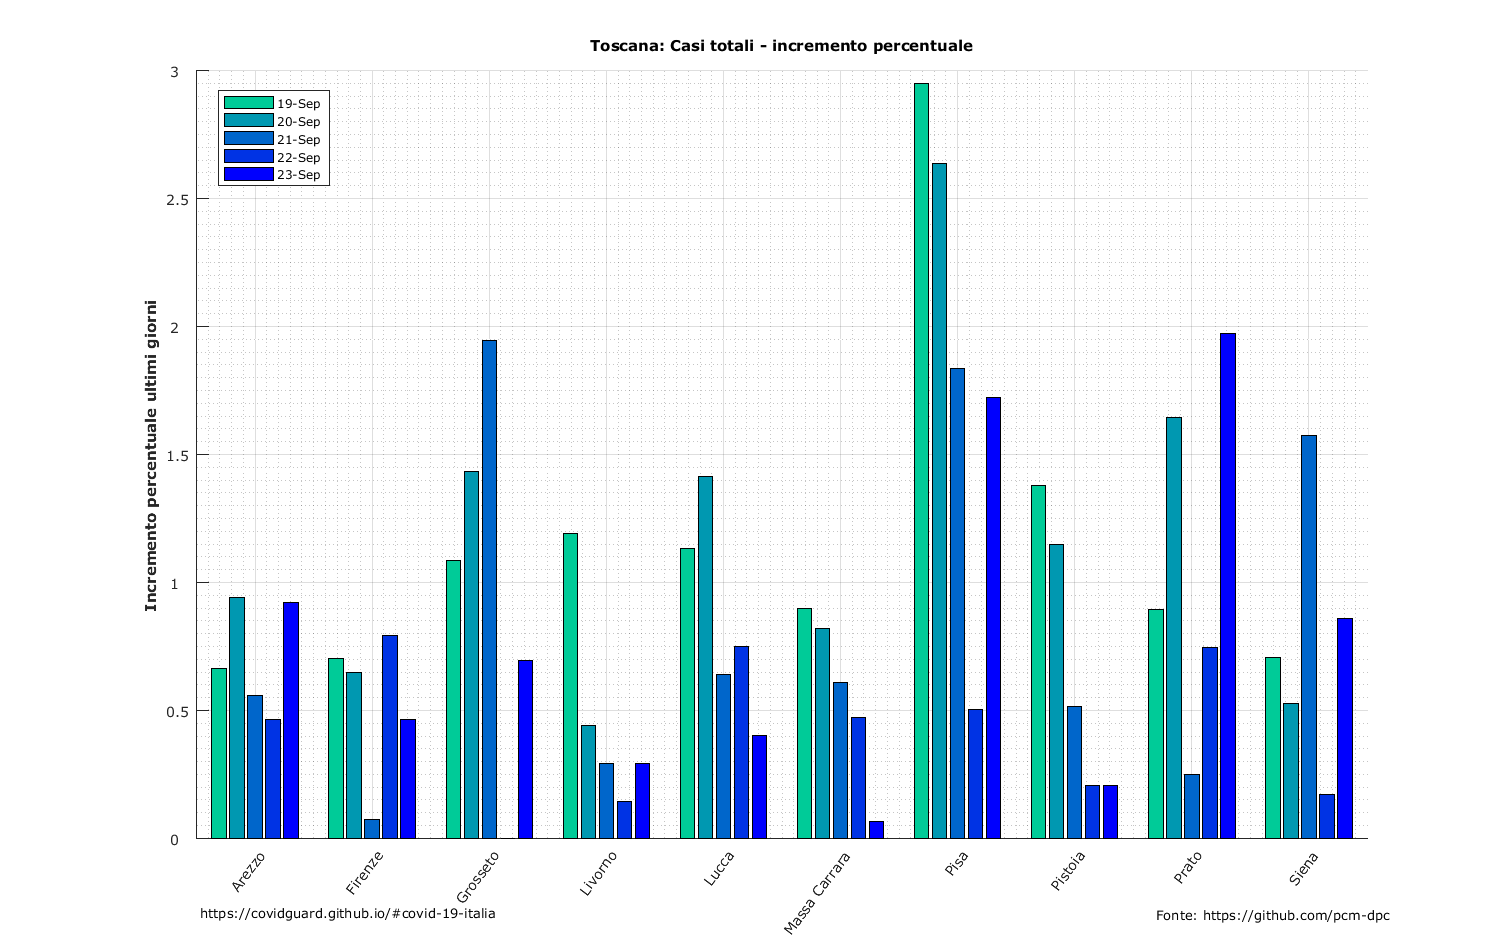 Toscana: Casi totali - incremento percentuale
3
2.5
2
1.5
1
0.5
0
Incremento percentuale ultimi giorni
19-Sep
20-Sep
21-Sep
22-Sep
23-Sep
Arezzo
Firenze
Grosseto
Livorno
Lucca
Massa Carrara
Pisa
Pistoia
Prato
Siena
https://covidguard.github.io/#covid-19-italia
Fonte: https://github.com/pcm-dpc